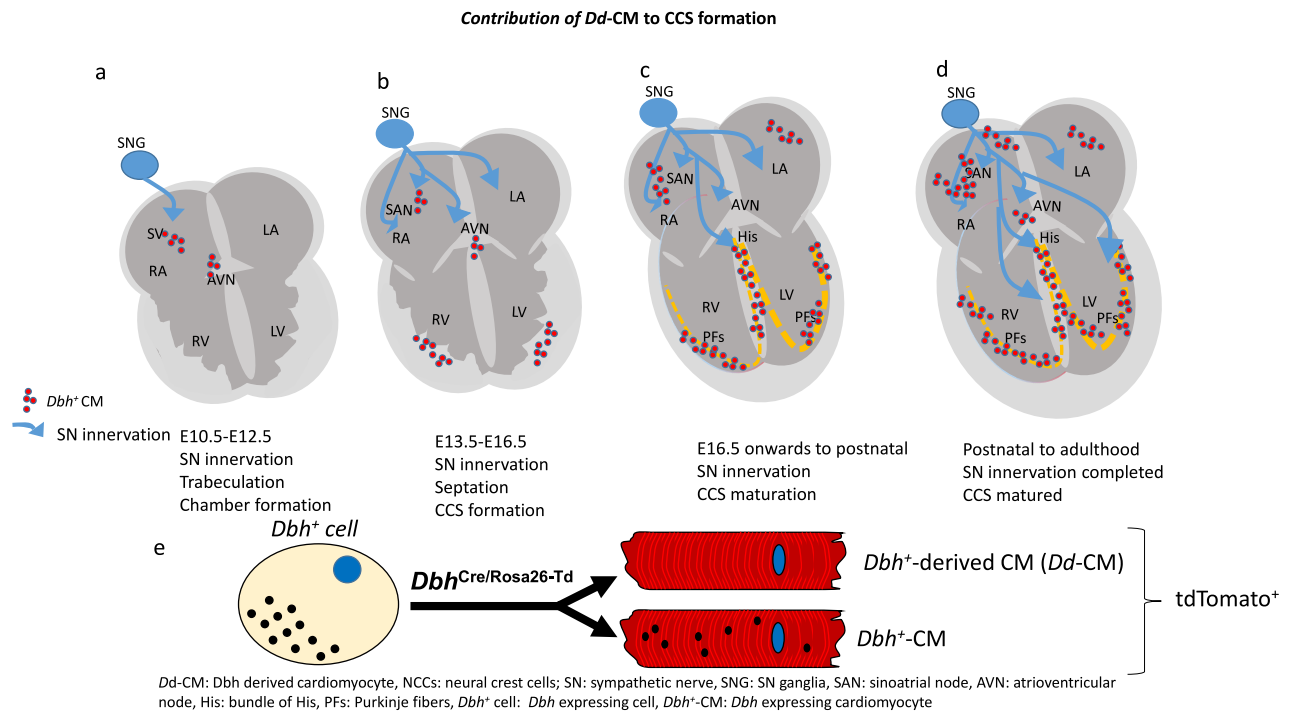 Contribution of Dd-CM to CCS formation
a
SNG
SV
RA
LA
AVN
RV
LV
b
SNG
SAN
RA
LA
AVN
RV
LV
c
SNG
SAN
LA
RA
AVN
His
RV
LV
PFs
PFs
d
SNG
SAN
LA
RA
AVN
His
RV
LV
PFs
PFs
Dbh⁺ CM
SN innervation
E10.5-E12.5
SN innervation
Trabeculation
Chamber formation
E13.5-E16.5
SN innervation
Septation
CCS formation
E16.5 onwards to postnatal
SN innervation
CCS maturation
Postnatal to adulthood
SN innervation completed
CCS matured
e
Dbh⁺ cell
Dbh^Cre/Rosa26-Td
Dbh⁺-derived CM (Dd-CM)
Dbh⁺-CM
tdTomato⁺
Dd-CM: Dbh derived cardiomyocyte, NCCs: neural crest cells; SN: sympathetic nerve, SNG: SN ganglia, SAN: sinoatrial node, AVN: atrioventricular
node, His: bundle of His, PFs: Purkinje fibers, Dbh⁺ cell: Dbh expressing cell, Dbh⁺-CM: Dbh expressing cardiomyocyte